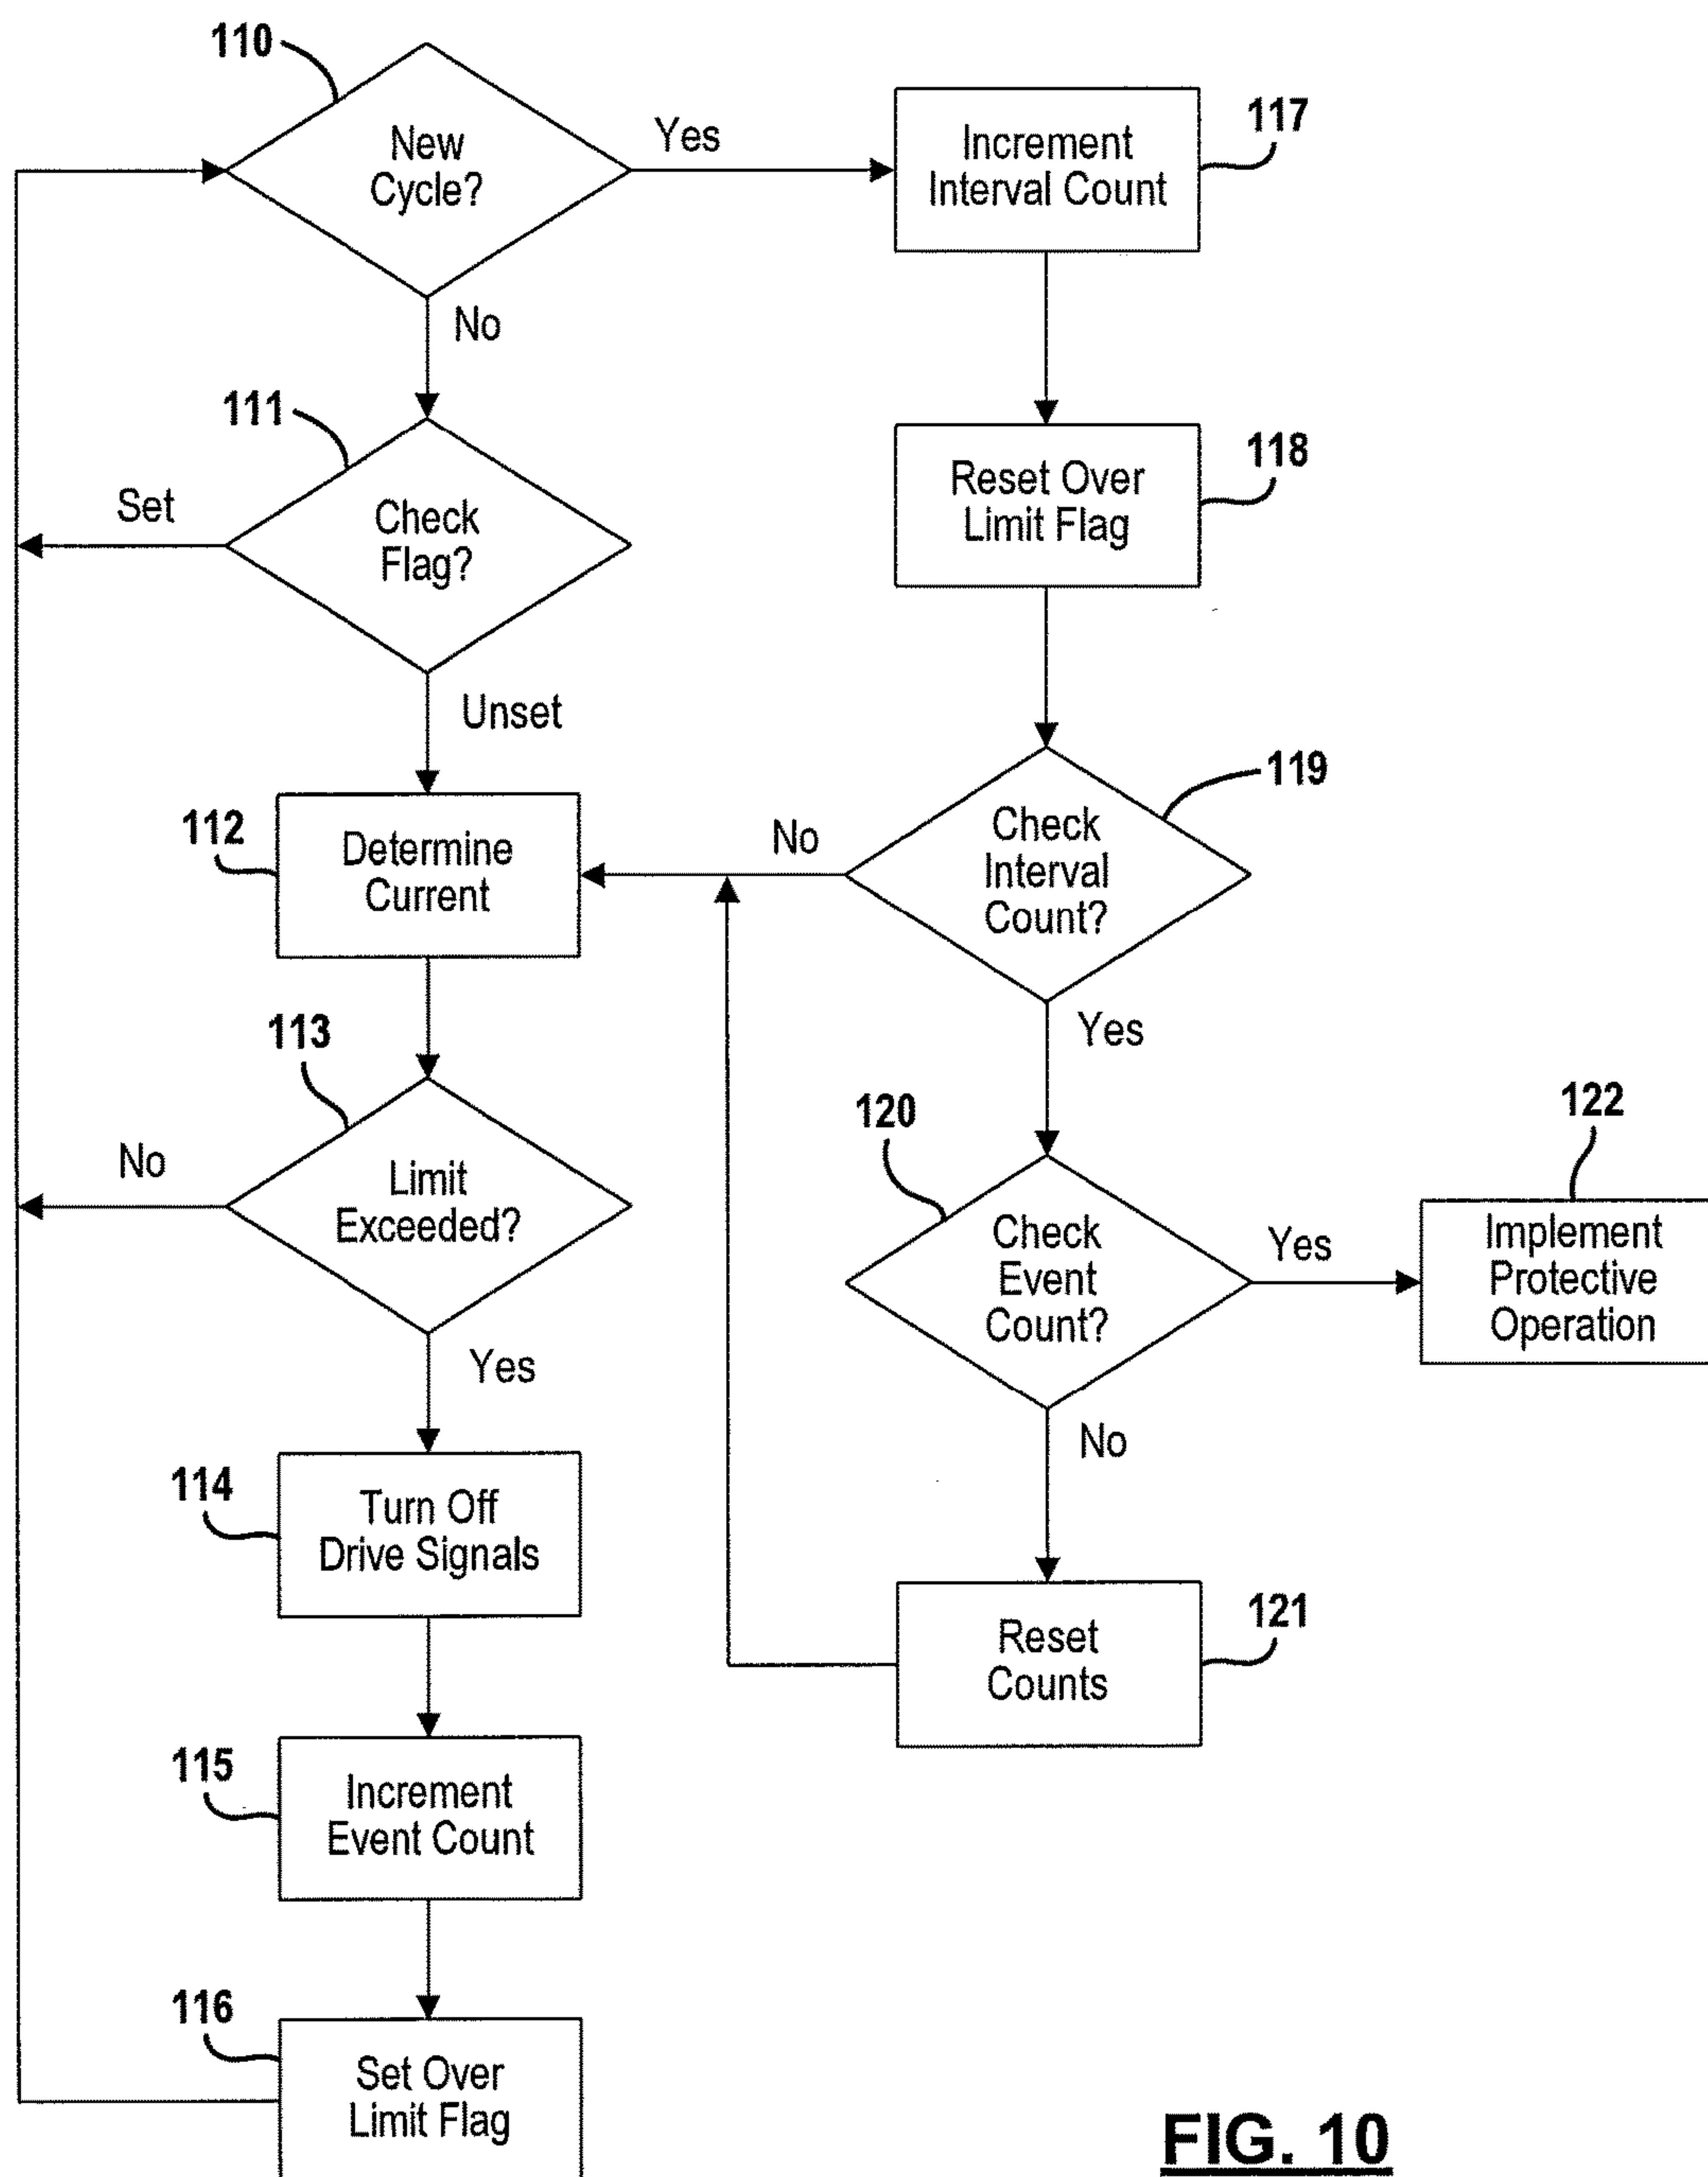 110
New
Cycle?
Yes
No
117
Increment
Interval Count
111
Check
Flag?
Set
Unset
118
Reset Over
Limit Flag
112
Determine
Current
No
119
Check
Interval
Count?
Yes
113
Limit
Exceeded?
No
Yes
120
Check
Event
Count?
Yes
No
122
Implement
Protective
Operation
114
Turn Off
Drive Signals
121
Reset
Counts
115
Increment
Event Count
116
Set Over
Limit Flag
FIG. 10